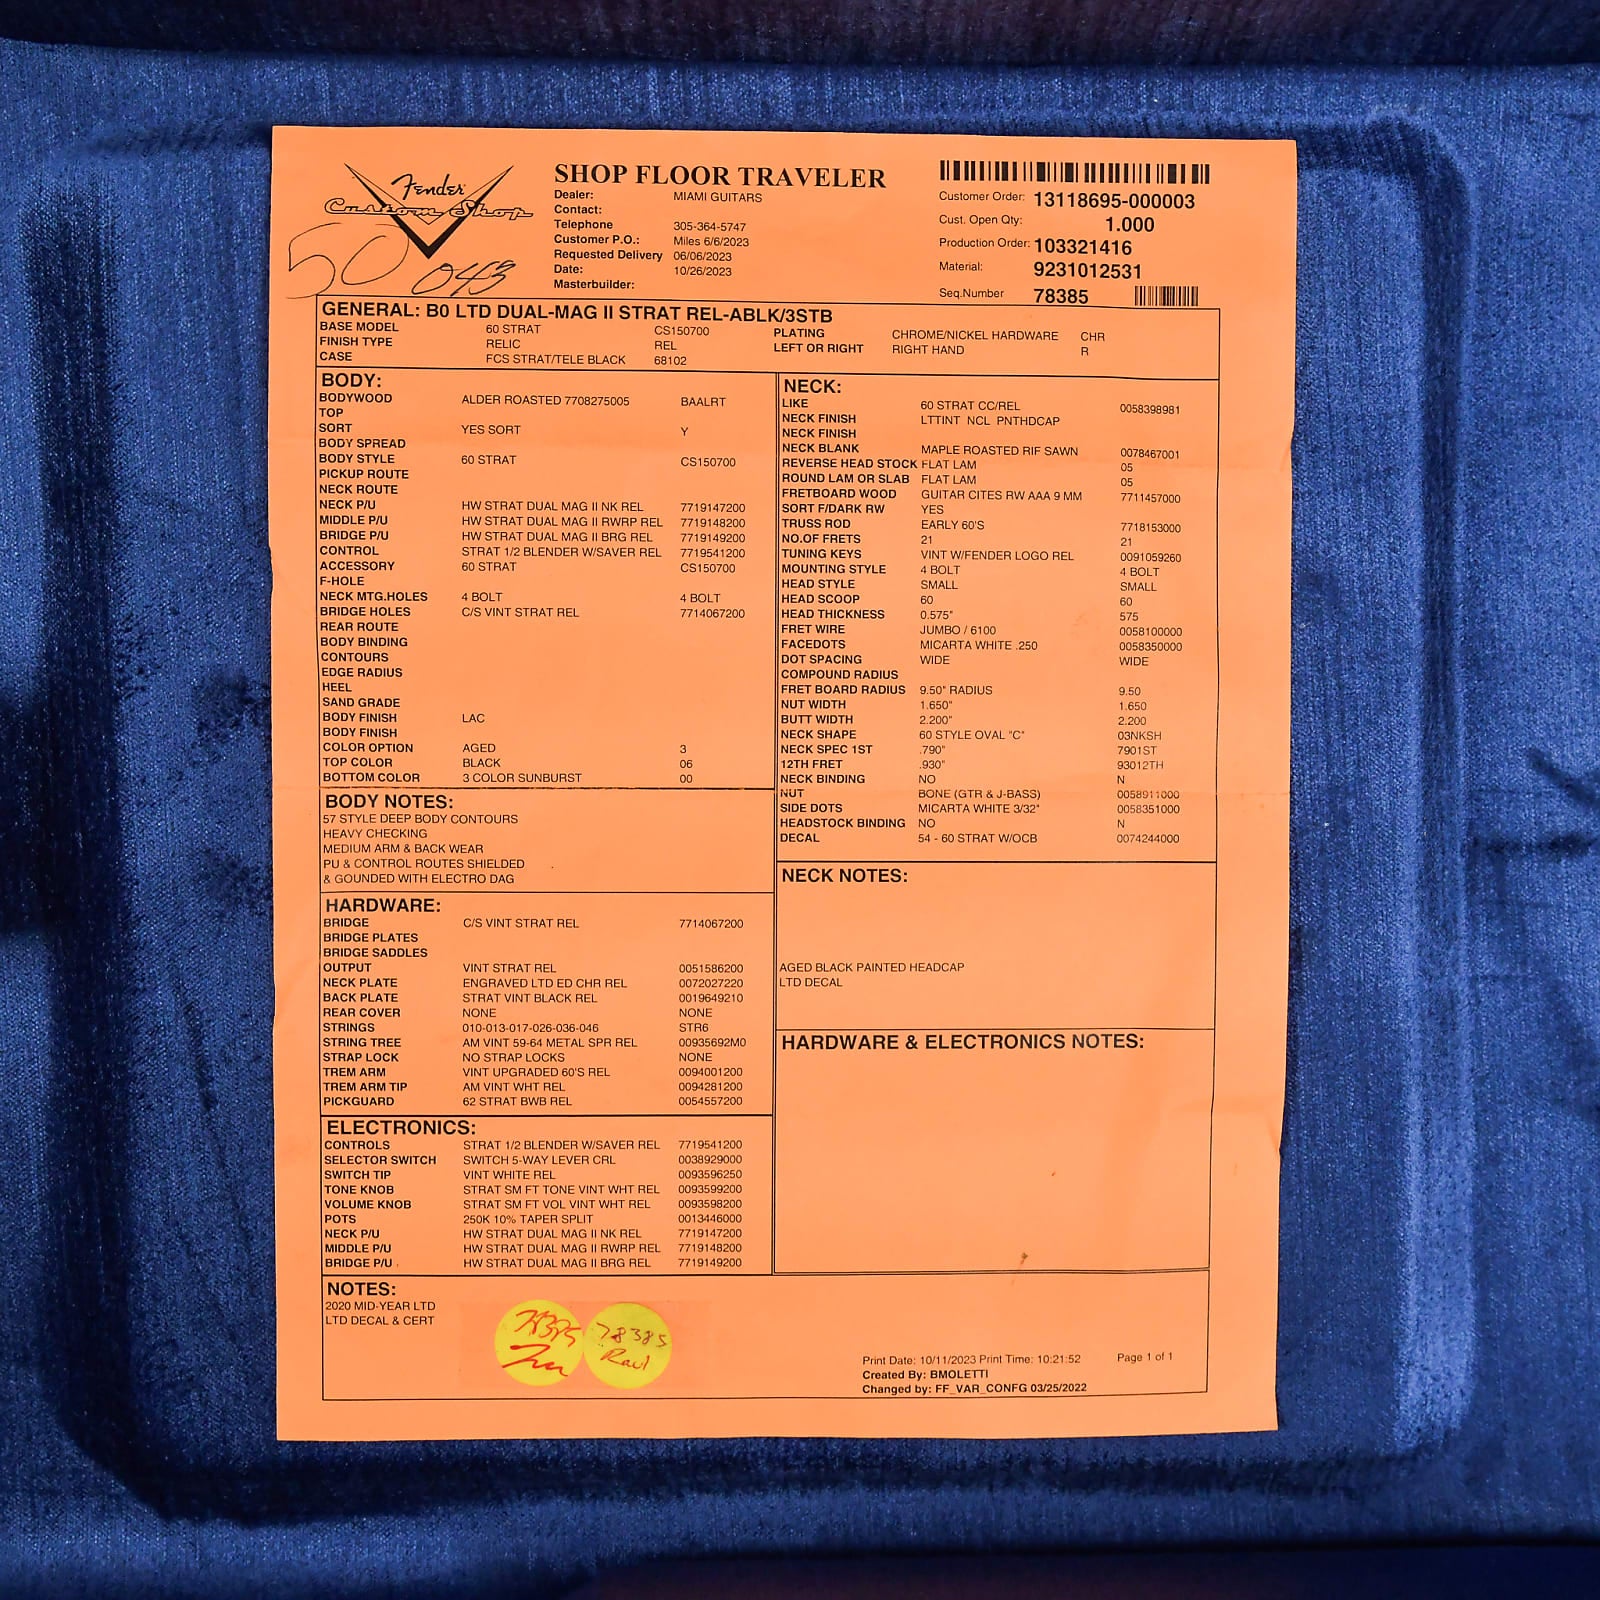 Fender
Custom Shop
50
043
SHOP FLOOR TRAVELER
Dealer: MIAMI GUITARS
Contact:
Telephone 305-364-5747
Customer P.O.: Miles 6/6/2023
Requested Delivery 06/06/2023
Date: 10/26/2023
Masterbuilder:
Customer Order: 13118695-000003
Cust. Open Qty: 1.000
Production Order: 103321416
Material: 9231012531
Seq.Number 78385
GENERAL: B0 LTD DUAL-MAG II STRAT REL-ABLK/3STB
BASE MODEL 60 STRAT CS150700
FINISH TYPE RELIC REL
CASE FCS STRAT/TELE BLACK 68102
PLATING CHROME/NICKEL HARDWARE CHR
LEFT OR RIGHT RIGHT HAND R
BODY:
BODYWOOD ALDER ROASTED 7708275005 BAALRT
TOP
SORT YES SORT Y
BODY SPREAD
BODY STYLE 60 STRAT CS150700
PICKUP ROUTE
NECK ROUTE
NECK P/U HW STRAT DUAL MAG II NK REL 7719147200
MIDDLE P/U HW STRAT DUAL MAG II RWRP REL 7719148200
BRIDGE P/U HW STRAT DUAL MAG II BRG REL 7719149200
CONTROL STRAT 1/2 BLENDER W/SAVER REL 7719541200
ACCESSORY 60 STRAT CS150700
F-HOLE
NECK MTG.HOLES 4 BOLT 4 BOLT
BRIDGE HOLES C/S VINT STRAT REL 7714067200
REAR ROUTE
BODY BINDING
CONTOURS
EDGE RADIUS
HEEL
SAND GRADE
BODY FINISH LAC
BODY FINISH
COLOR OPTION AGED 3
TOP COLOR BLACK 06
BOTTOM COLOR 3 COLOR SUNBURST 00
BODY NOTES:
57 STYLE DEEP BODY CONTOURS
HEAVY CHECKING
MEDIUM ARM & BACK WEAR
PU & CONTROL ROUTES SHIELDED
& GOUNDED WITH ELECTRO DAG
HARDWARE:
BRIDGE C/S VINT STRAT REL 7714067200
BRIDGE PLATES
BRIDGE SADDLES
OUTPUT VINT STRAT REL 0051586200
NECK PLATE ENGRAVED LTD ED CHR REL 0072027220
BACK PLATE STRAT VINT BLACK REL 0019649210
REAR COVER NONE NONE
STRINGS 010-013-017-026-036-046 STR6
STRING TREE AM VINT 59-64 METAL SPR REL 00935692M0
STRAP LOCK NO STRAP LOCKS NONE
TREM ARM VINT UPGRADED 60'S REL 0094001200
TREM ARM TIP AM VINT WHT REL 0094281200
PICKGUARD 62 STRAT BWB REL 0054557200
ELECTRONICS:
CONTROLS STRAT 1/2 BLENDER W/SAVER REL 7719541200
SELECTOR SWITCH SWITCH 5-WAY LEVER CRL 0038929000
SWITCH TIP VINT WHITE REL 0093596250
TONE KNOB STRAT SM FT TONE VINT WHT REL 0093599200
VOLUME KNOB STRAT SM FT VOL VINT WHT REL 0093598200
POTS 250K 10% TAPER SPLIT 0013446000
NECK P/U HW STRAT DUAL MAG II NK REL 7719147200
MIDDLE P/U HW STRAT DUAL MAG II RWRP REL 7719148200
BRIDGE P/U HW STRAT DUAL MAG II BRG REL 7719149200
NECK:
LIKE 60 STRAT CC/REL 0058398981
NECK FINISH LTTINT NCL PNTHDCAP
NECK FINISH
NECK BLANK MAPLE ROASTED RIF SAWN 0078467001
REVERSE HEAD STOCK FLAT LAM 05
ROUND LAM OR SLAB FLAT LAM 05
FRETBOARD WOOD GUITAR CITES RW AAA 9 MM 7711457000
SORT F/DARK RW YES
TRUSS ROD EARLY 60'S 7718153000
NO.OF FRETS 21 21
TUNING KEYS VINT W/FENDER LOGO REL 0091059260
MOUNTING STYLE 4 BOLT 4 BOLT
HEAD STYLE SMALL SMALL
HEAD SCOOP 60 60
HEAD THICKNESS 0.575" 575
FRET WIRE JUMBO / 6100 0058100000
FACEDOTS MICARTA WHITE .250 0058350000
DOT SPACING WIDE WIDE
COMPOUND RADIUS
FRET BOARD RADIUS 9.50" RADIUS 9.50
NUT WIDTH 1.650" 1.650
BUTT WIDTH 2.200" 2.200
NECK SHAPE 60 STYLE OVAL "C" 03NKSH
NECK SPEC 1ST .790" 7901ST
12TH FRET .930" 93012TH
NECK BINDING NO N
NUT BONE (GTR & J-BASS) 0058911000
SIDE DOTS MICARTA WHITE 3/32" 0058351000
HEADSTOCK BINDING NO N
DECAL 54 - 60 STRAT W/OCB 0074244000
NECK NOTES:
AGED BLACK PAINTED HEADCAP
LTD DECAL
HARDWARE & ELECTRONICS NOTES:
NOTES:
2020 MID-YEAR LTD
LTD DECAL & CERT
78385
Raul
Print Date: 10/11/2023 Print Time: 10:21:52 Page 1 of 1
Created By: BMOLETTI
Changed by: FF_VAR_CONFG 03/25/2022